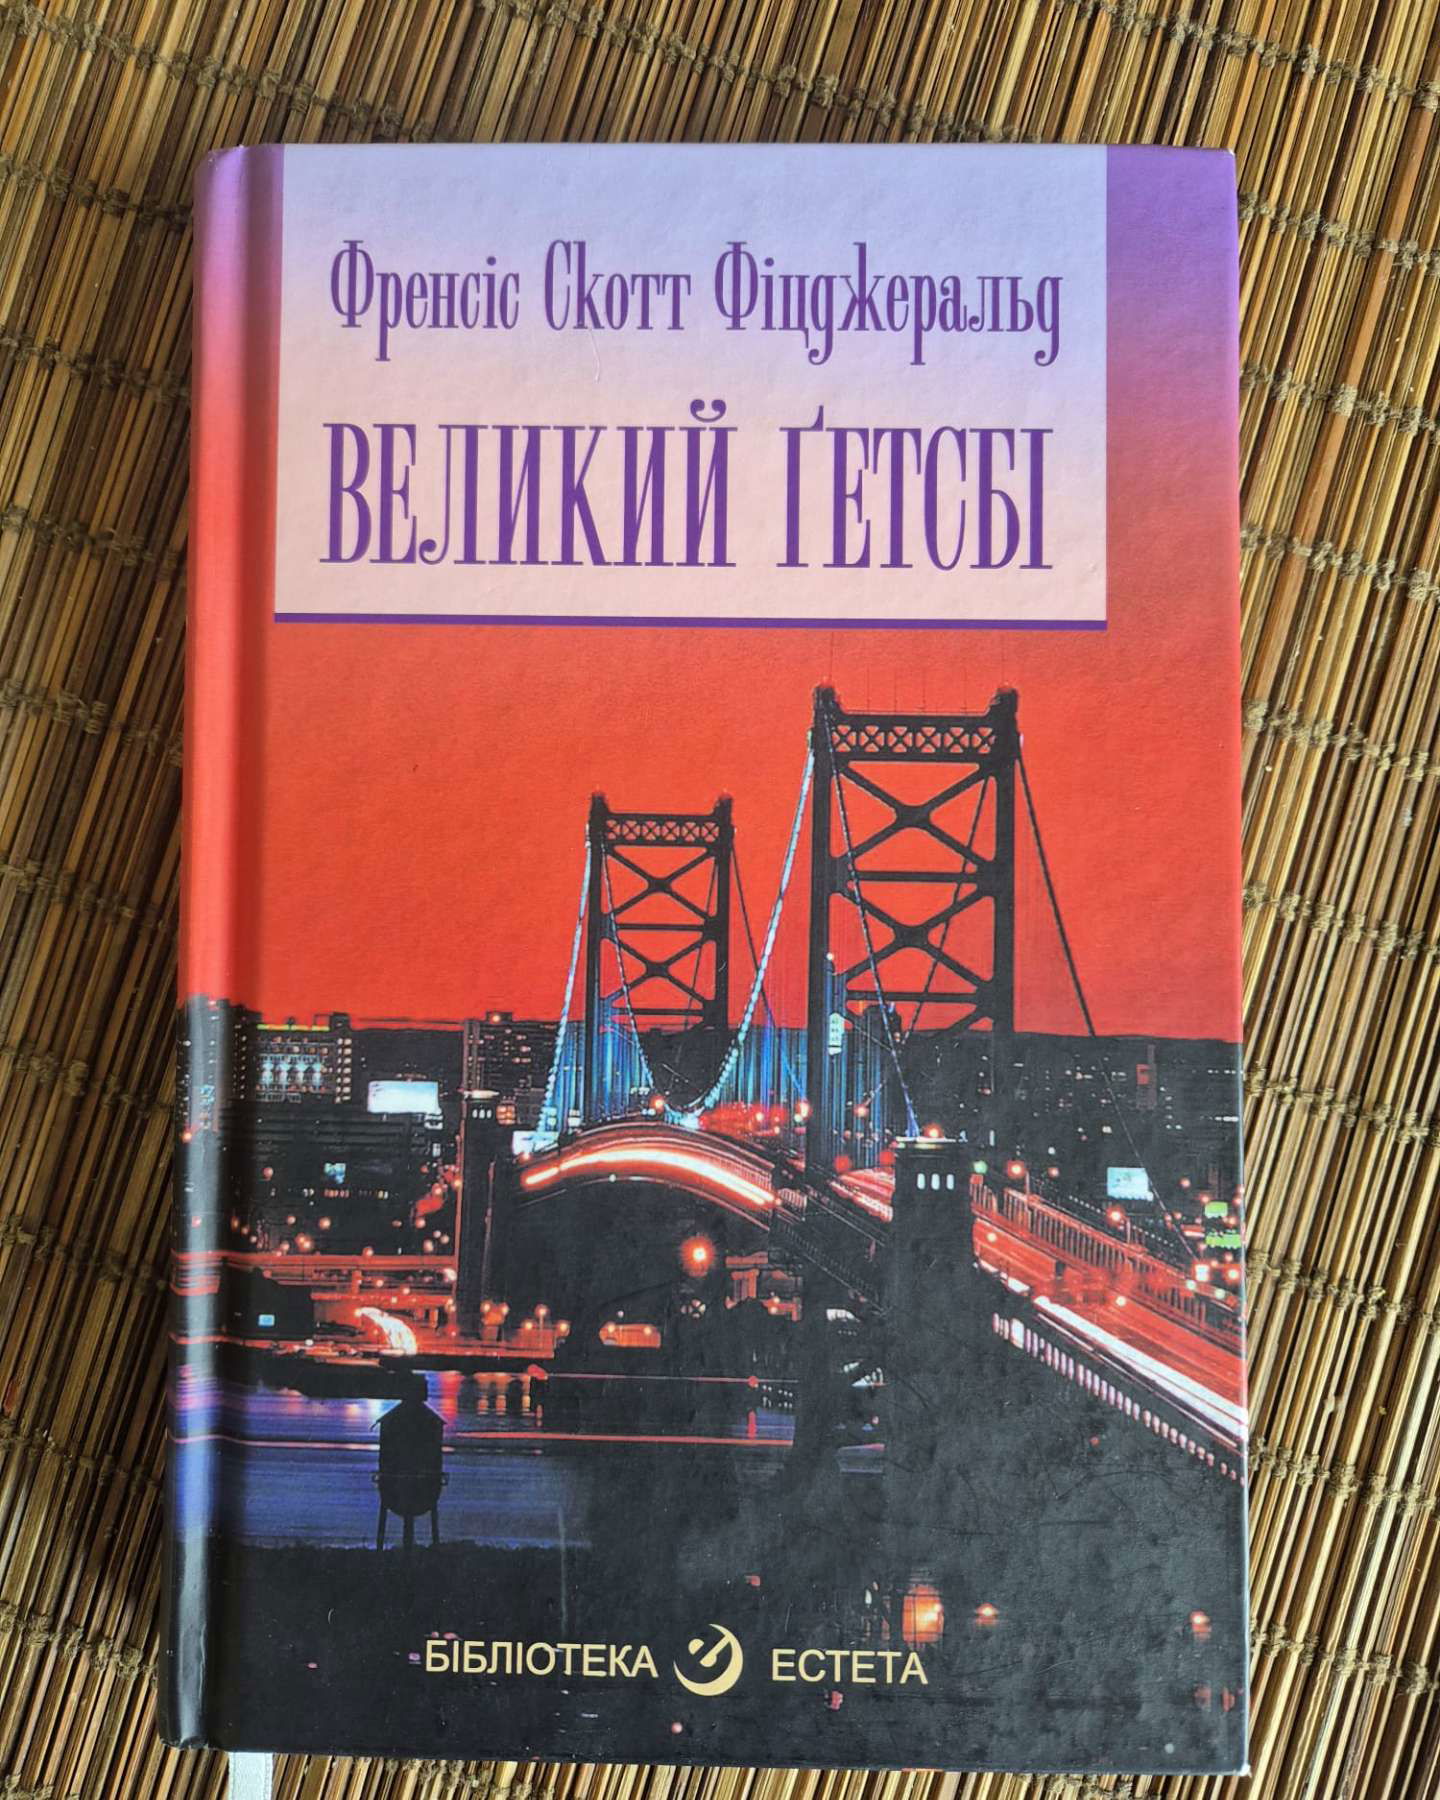 Френсіс Скотт Фіцджеральд
ВЕЛИКИЙ ҐЕТСБІ
БІБЛІОТЕКА ЕСТЕТА